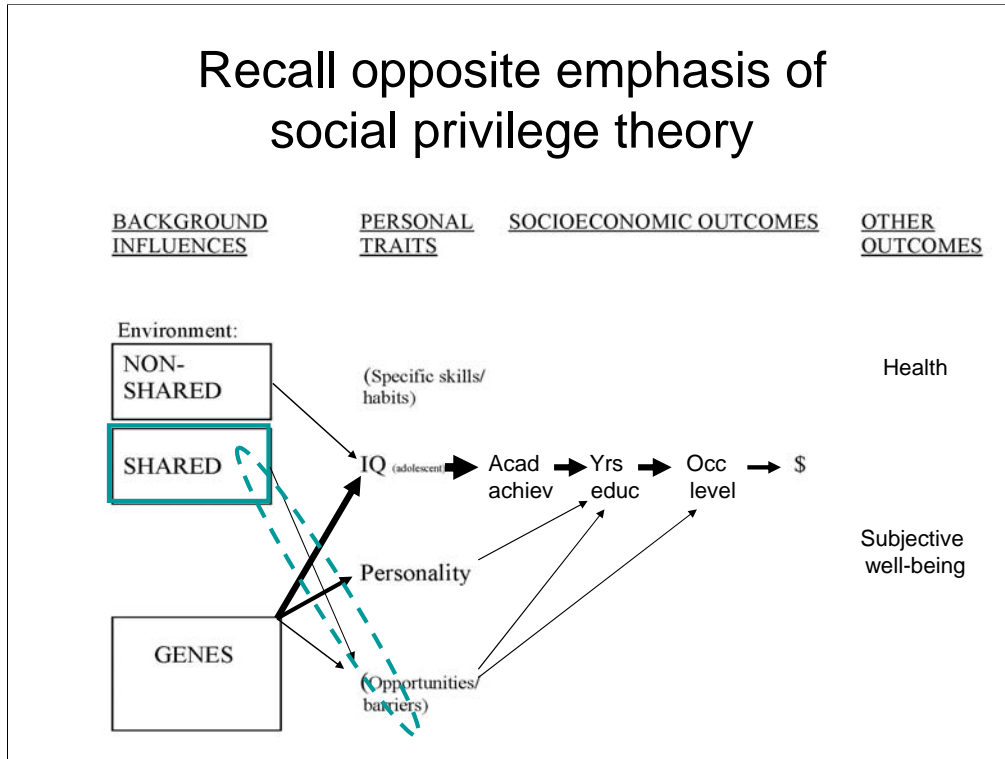 Recall opposite emphasis of
social privilege theory
BACKGROUND
INFLUENCES
PERSONAL
TRAITS
SOCIOECONOMIC OUTCOMES
OTHER
OUTCOMES
Environment:
NON-
SHARED
(Specific skills/
habits)
Health
SHARED
IQ (adolescent)
Acad
achiev
Yrs
educ
Occ
level
$
Personality
Subjective
well-being
GENES
(Opportunities/
barriers)